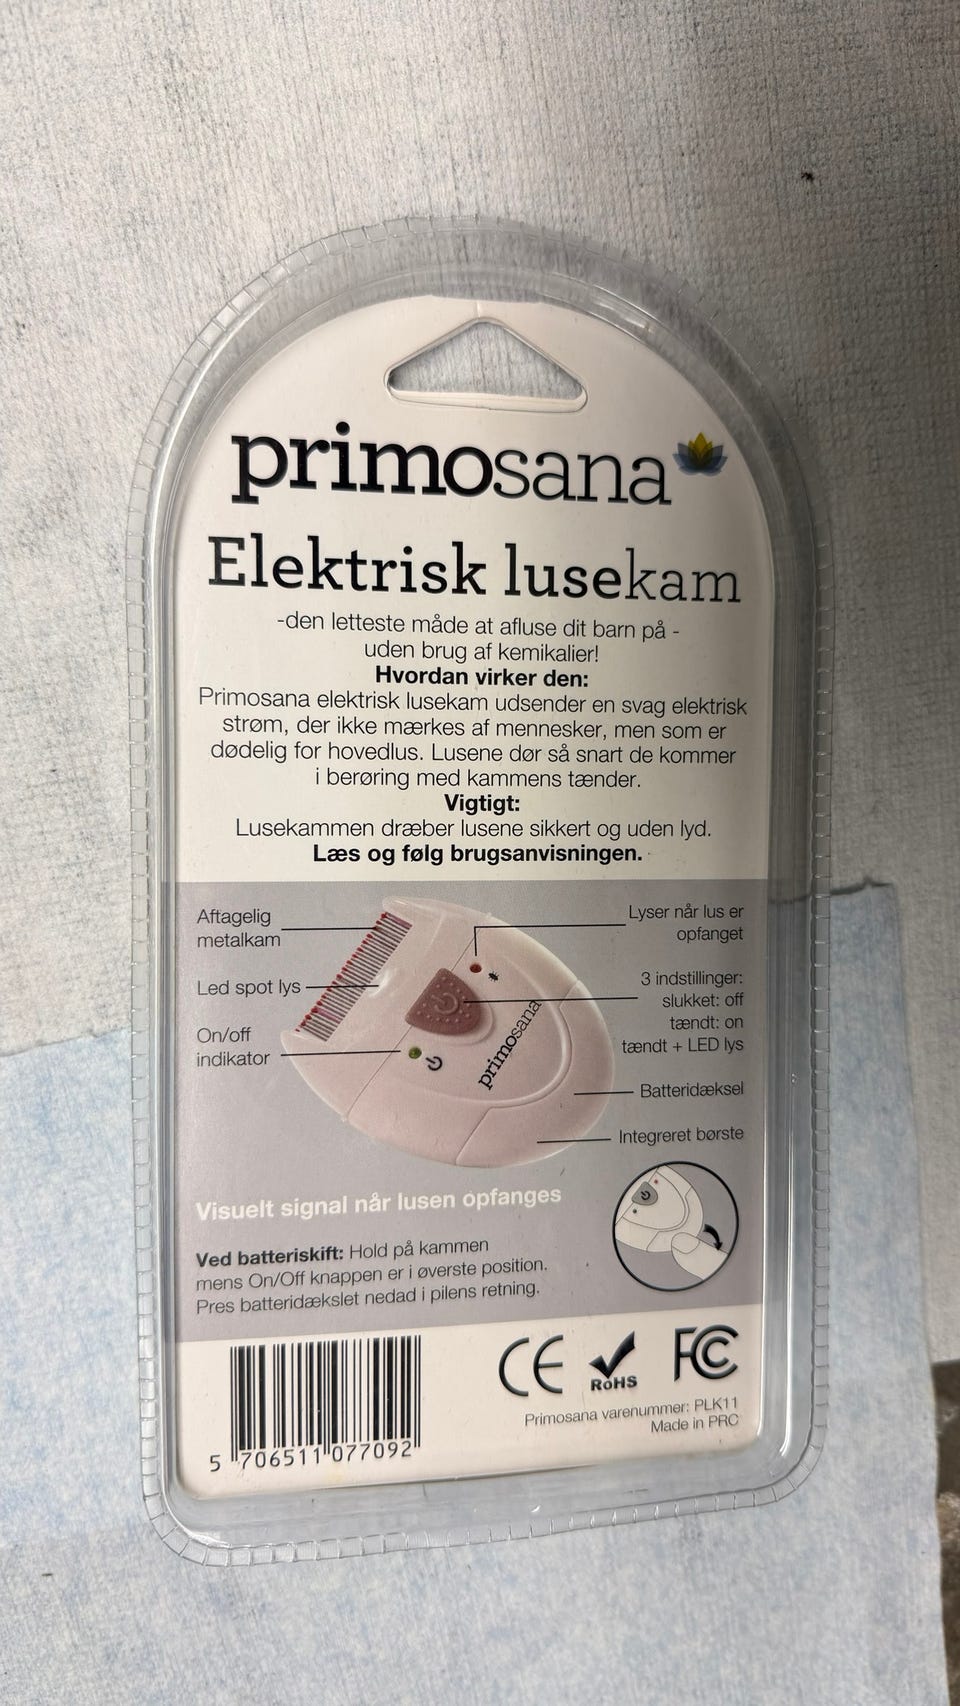 primosana
Elektrisk lusekam
-den letteste måde at afluse dit barn på -
uden brug af kemikalier!
Hvordan virker den:
Primosana elektrisk lusekam udsender en svag elektrisk
strøm, der ikke mærkes af mennesker, men som er
dødelig for hovedlus. Lusene dør så snart de kommer
i berøring med kammens tænder.
Vigtigt:
Lusekammen dræber lusene sikkert og uden lyd.
Læs og følg brugsanvisningen.
Aftagelig
metalkam
Led spot lys
On/off
indikator
Lyser når lus er
opfanget
3 indstillinger:
slukket: off
tændt: on
tændt + LED lys
Batteridæksel
Integreret børste
primosana
Visuelt signal når lusen opfanges
Ved batteriskift: Hold på kammen
mens On/Off knappen er i øverste position.
Pres batteridækslet nedad i pilens retning.
CE RoHS FC
Primosana varenummer: PLK11
Made in PRC
5 706511 077092